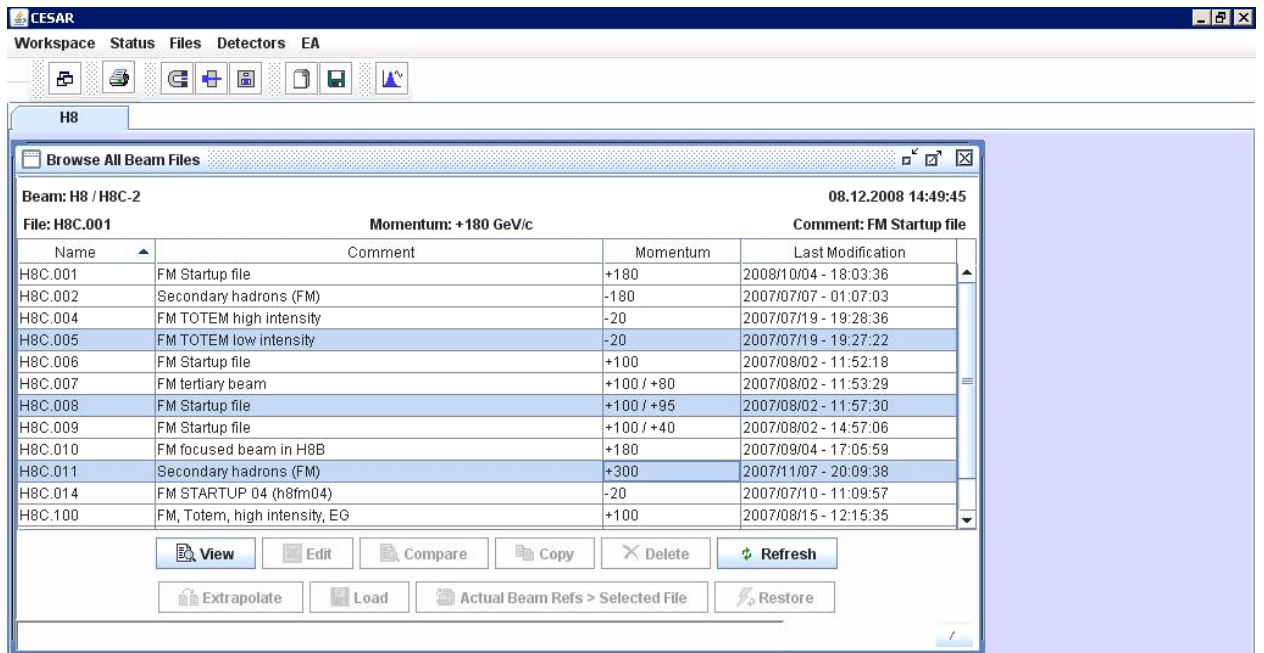 CESAR
Workspace Status Files Detectors EA
H8
Browse All Beam Files
Beam: H8 / H8C-2 08.12.2008 14:49:45
File: H8C.001 Momentum: +180 GeV/c Comment: FM Startup file
Name Comment Momentum Last Modification
H8C.001 FM Startup file +180 2008/10/04 - 18:03:36
H8C.002 Secondary hadrons (FM) -180 2007/07/07 - 01:07:03
H8C.004 FM TOTEM high intensity -20 2007/07/19 - 19:28:36
H8C.005 FM TOTEM low intensity -20 2007/07/19 - 19:27:22
H8C.006 FM Startup file +100 2007/08/02 - 11:52:18
H8C.007 FM tertiary beam +100 / +80 2007/08/02 - 11:53:29
H8C.008 FM Startup file +100 / +95 2007/08/02 - 11:57:30
H8C.009 FM Startup file +100 / +40 2007/08/02 - 14:57:06
H8C.010 FM focused beam in H8B +180 2007/09/04 - 17:05:59
H8C.011 Secondary hadrons (FM) +300 2007/11/07 - 20:09:38
H8C.014 FM STARTUP 04 (h8fm04) -20 2007/07/10 - 11:09:57
H8C.100 FM, Totem, high intensity, EG +100 2007/08/15 - 12:15:35
View Edit Compare Copy Delete Refresh
Extrapolate Load Actual Beam Refs > Selected File Restore
/